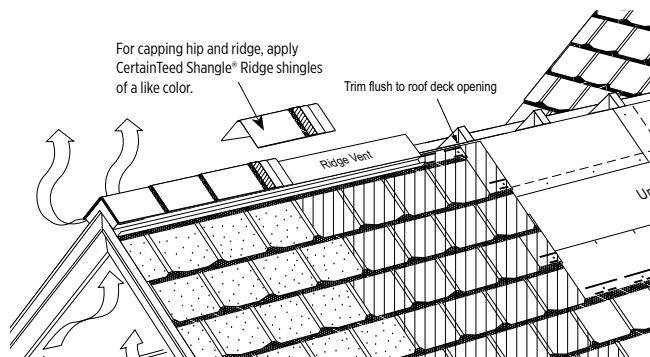 For capping hip and ridge, apply
CertainTeed Shangle® Ridge shingles
of a like color.
Trim flush to roof deck opening
Ridge Vent